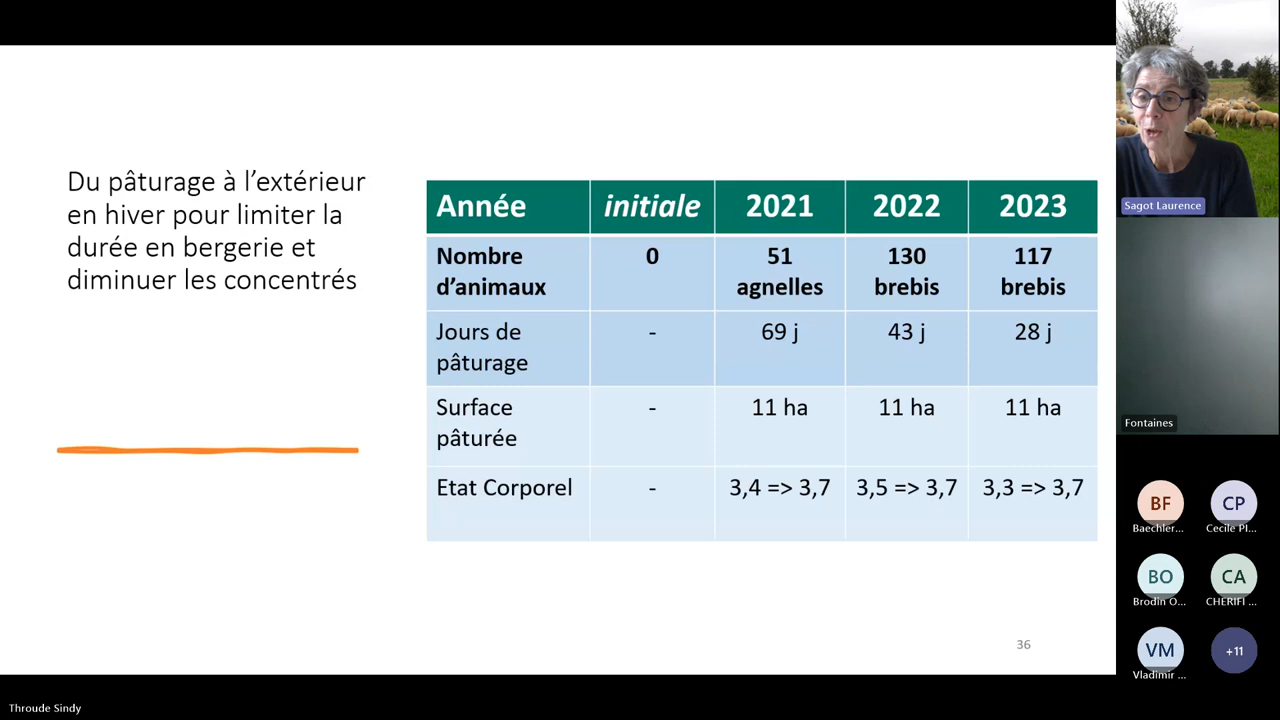 Du pâturage à l'extérieur
en hiver pour limiter la
durée en bergerie et
diminuer les concentrés
Année initiale 2021 2022 2023
Nombre d'animaux 0 51 agnelles 130 brebis 117 brebis
Jours de pâturage - 69 j 43 j 28 j
Surface pâturée - 11 ha 11 ha 11 ha
Etat Corporel - 3,4 => 3,7 3,5 => 3,7 3,3 => 3,7
36
Sagot Laurence
Fontaines
BF CP
Baechler... Cecile PI...
BO CA
Brodin O... CHERIFI ...
VM +11
Vladimir ...
Throude Sindy